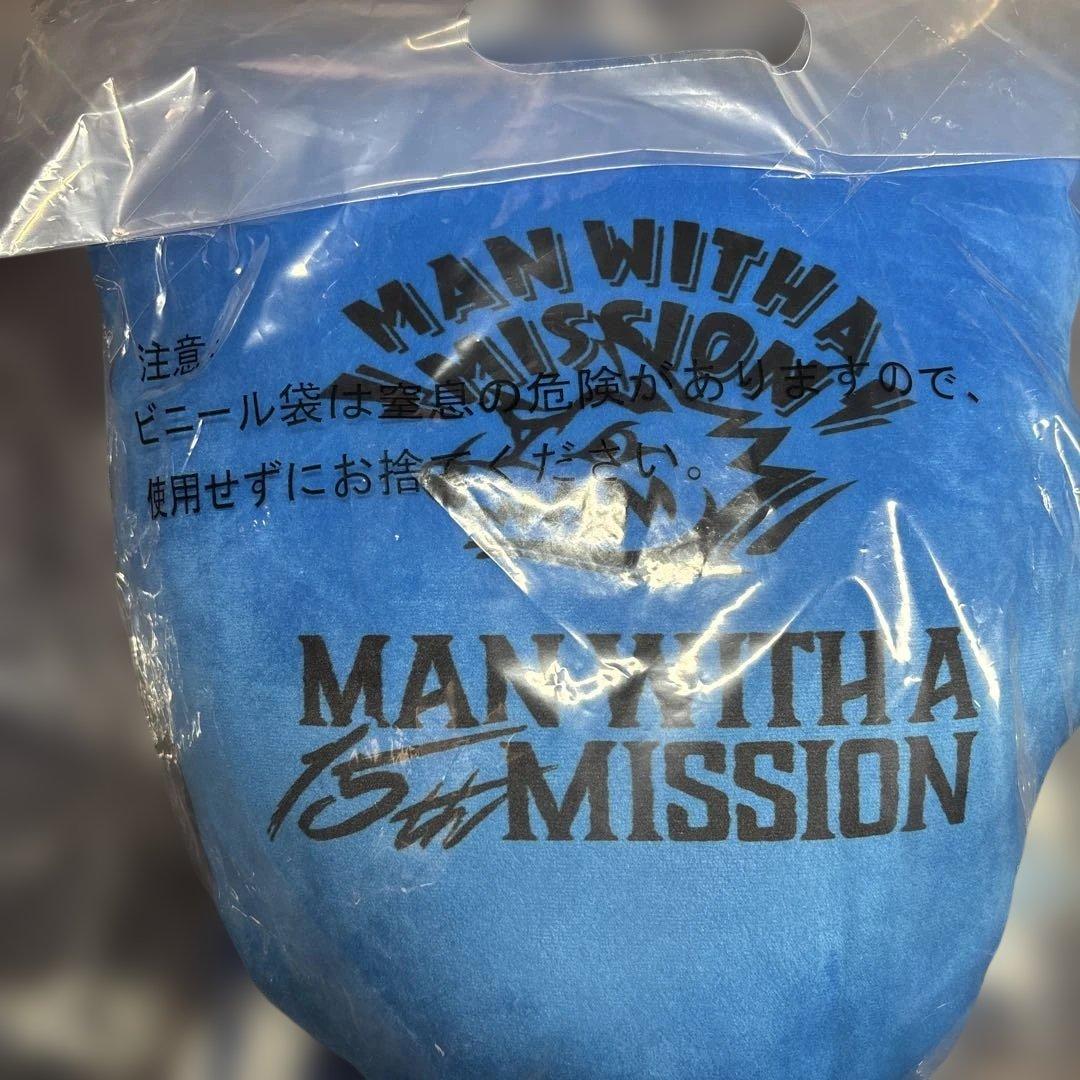 MAN WITH A
MISSION
注意:
ビニール袋は窒息の危険がありますので、
使用せずにお捨てください。
MAN WITH A
15th MISSION